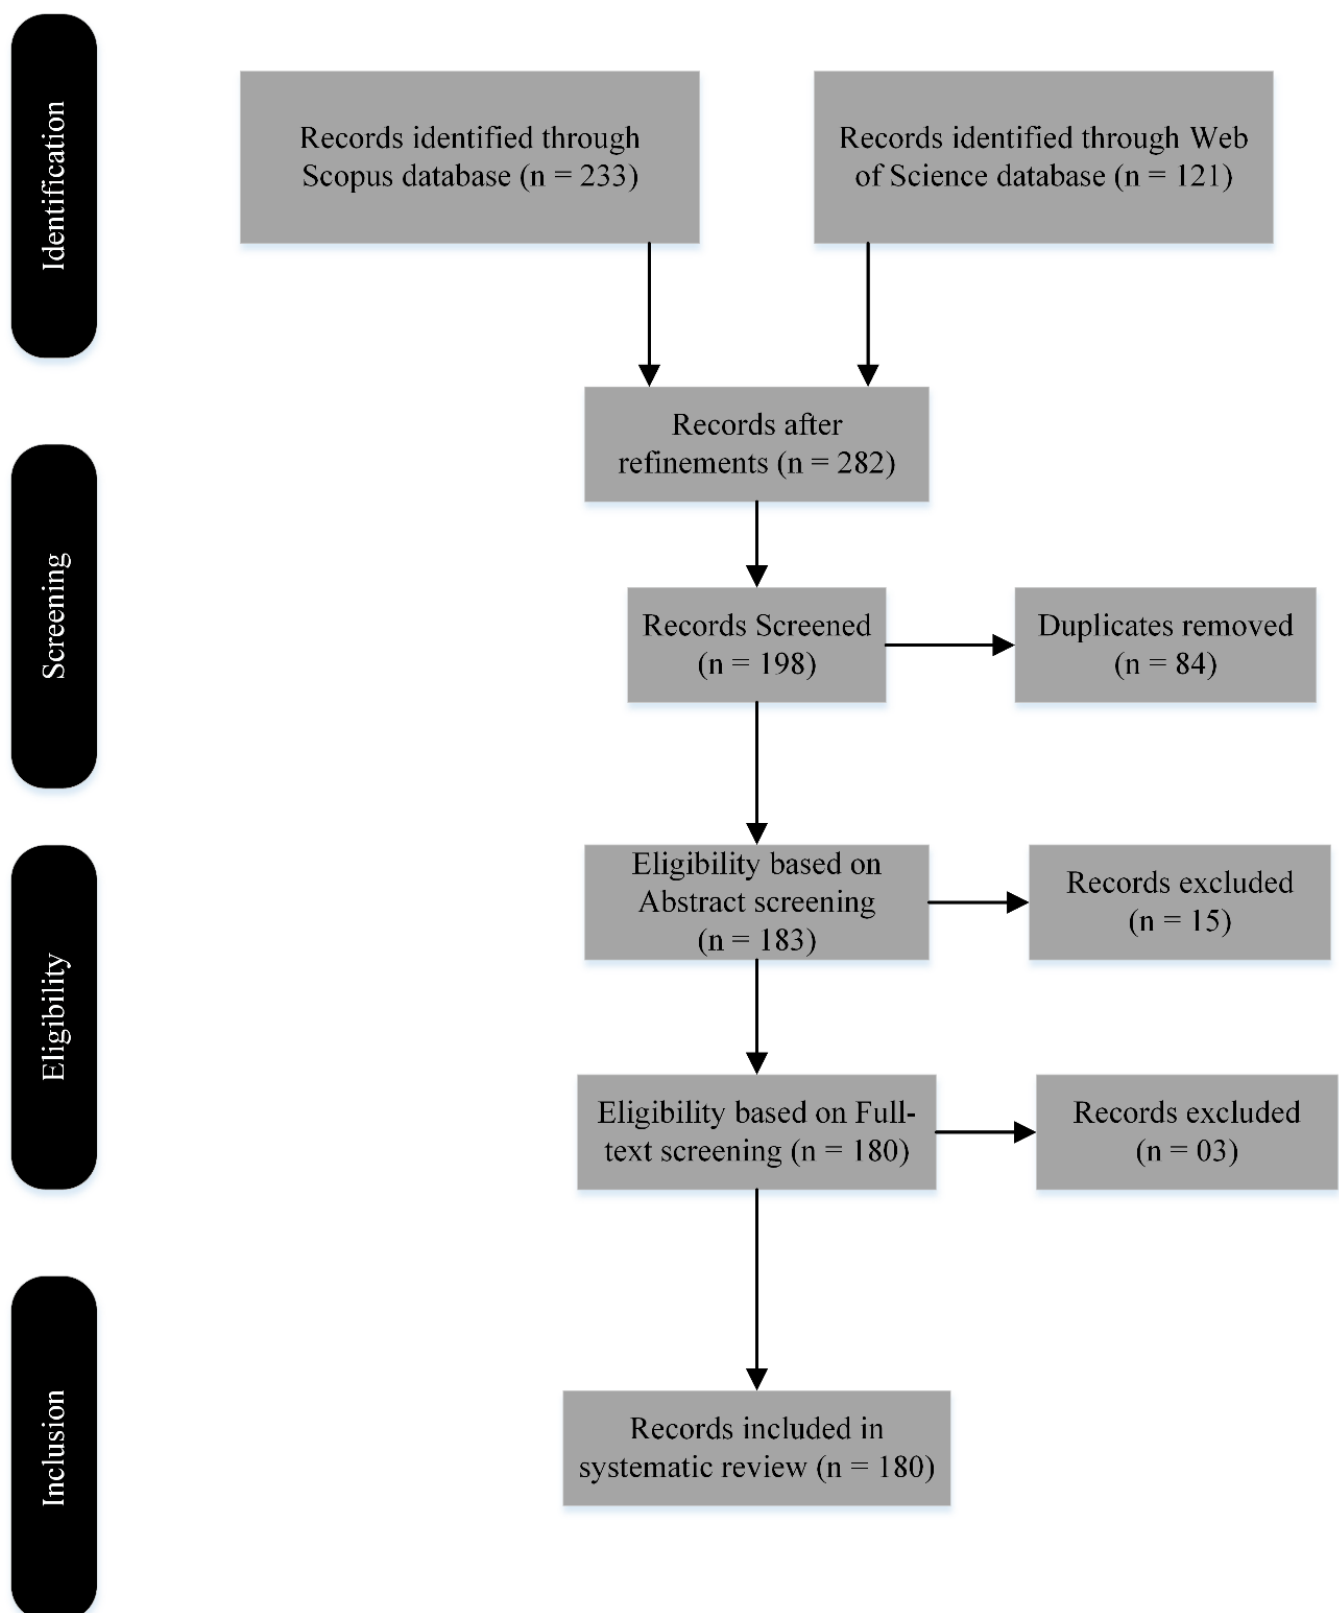 Identification
Records identified through
Scopus database (n = 233)
Records identified through Web
of Science database (n = 121)
Records after
refinements (n = 282)
Screening
Records Screened
(n = 198)
Duplicates removed
(n = 84)
Eligibility
Eligibility based on
Abstract screening
(n = 183)
Records excluded
(n = 15)
Eligibility based on Full-
text screening (n = 180)
Records excluded
(n = 03)
Inclusion
Records included in
systematic review (n = 180)